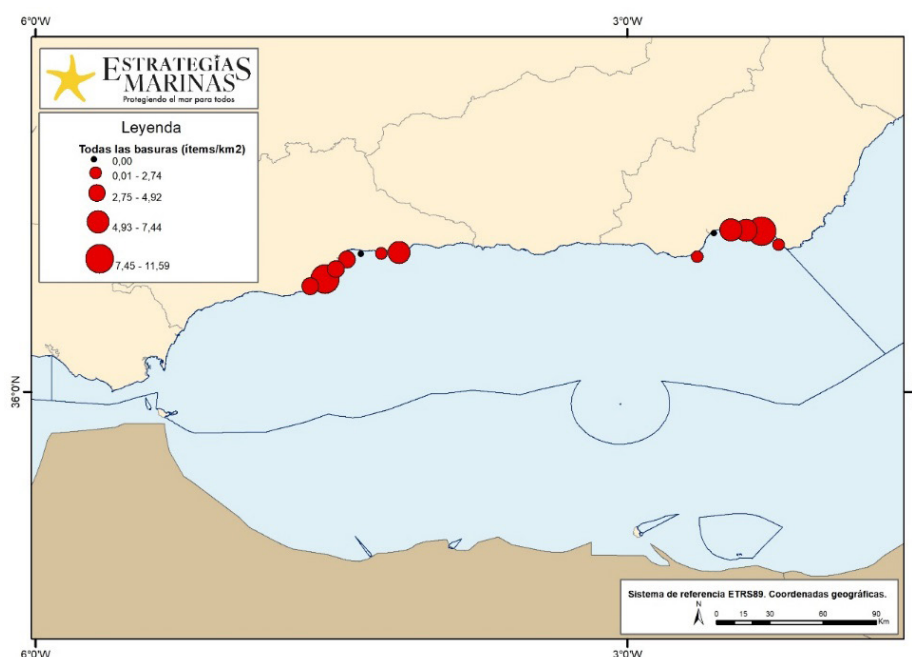 6°0'W
3°0'W
ESTRATEGIAS
MARINAS
Protegiendo el mar para todos
Leyenda
Todas las basuras (ítems/km2)
0,00
0,01 - 2,74
2,75 - 4,92
4,93 - 7,44
7,45 - 11,59
36°0'N
Sistema de referencia ETRS89. Coordenadas geográficas.
N
0 15 30 60 90
Km
6°0'W
3°0'W